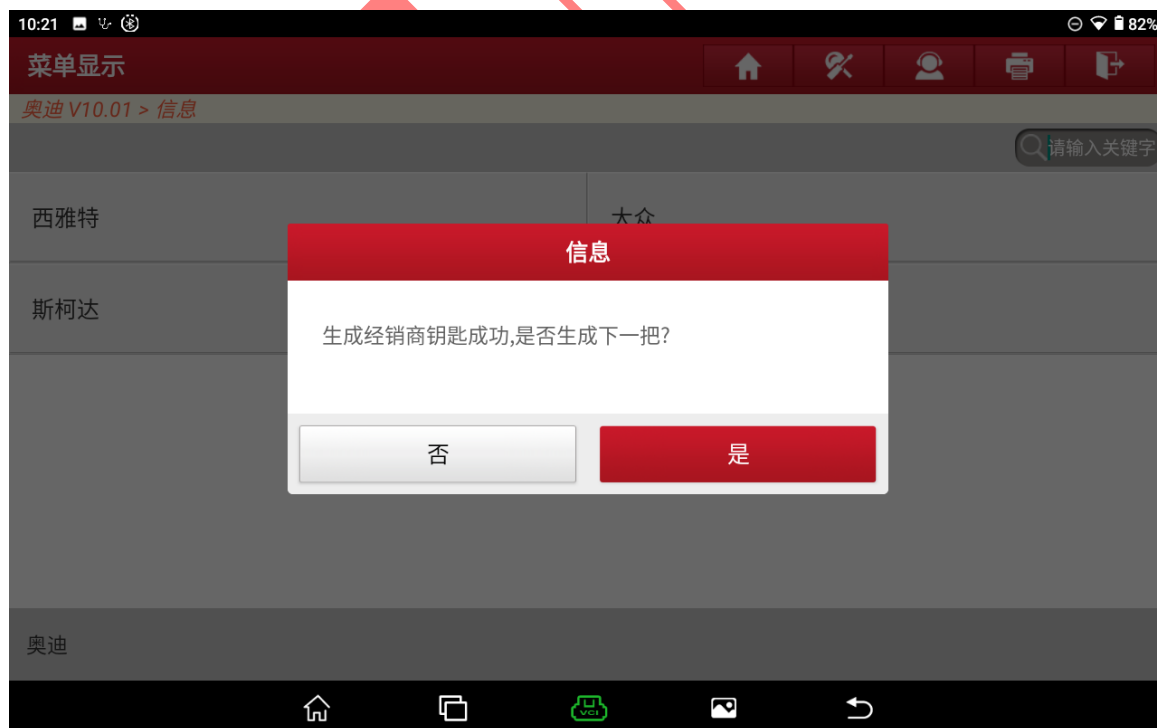 10:21
82%
菜单显示
奥迪 V10.01 > 信息
请输入关键字
西雅特
大众
信息
斯柯达
生成经销商钥匙成功,是否生成下一把?
否
是
奥迪
VCI